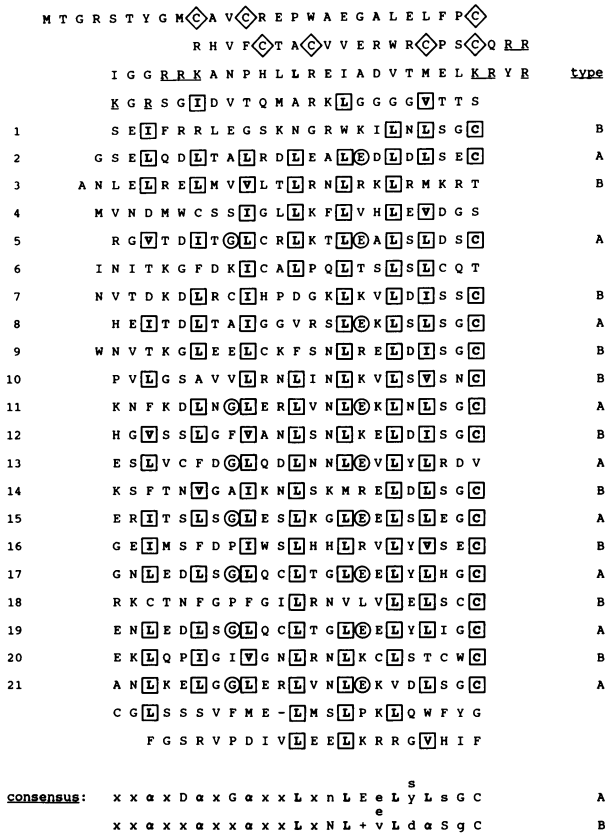 M T G R S T Y G M C A V C R E P W A E G A L E L F P C
R H V F C T A C V V E R W R C P S C Q R R
I G G R R K A N P H L L R E I A D V T M E L K R Y R type
K G R S G I D V T Q M A R K L G G G G V T T S
1 S E I F R R L E G S K N G R W K I L N L S G C B
2 G S E L Q D L T A L R D L E A L E D L D L S E C A
3 A N L E L R E L M V V L T L R N L R K L R M K R T B
4 M V N D M W C S S I G L L K F L V H L E V D G S
5 R G V T D I T G L C R L K T L E A L S L D S C A
6 I N I T K G F D K I C A L P Q L T S L S L C Q T
7 N V T D K D L R C I H P D G K L K V L D I S S C B
8 H E I T D L T A I G G V R S L E K L S L S G C A
9 W N V T K G L E E L C K F S N L R E L D I S G C B
10 P V L G S A V V L R N L I N L K V L S V S N C B
11 K N F K D L N G L E R L V N L E K L N L S G C A
12 H G V S S L G F V A N L S N L K E L D I S G C B
13 E S L V C F D G L Q D L N N L E V L Y L R D V A
14 K S F T N V G A I K N L S K M R E L D L S G C B
15 E R I T S L S G L E S L K G L E E L S L E G C A
16 G E I M S F D P I W S L H H L R V L Y V S E C B
17 G N L E D L S G L Q C L T G L E E L Y L H G C A
18 R K C T N F G P F G I L R N V L V L E L S C C B
19 E N L E D L S G L Q C L T G L E E L Y L I G C A
20 E K L Q P I G I V G N L R N L K C L S T C W C B
21 A N L K E L G G L E R L V N L E K V D L S G C A
C G L S S S V F M E - L M S L P K L Q W F Y G
F G S R V P D I V L E E L K R R G V H I F
s
consensus: x x α x D α x G α x x L x n L E e L y L s G C A
e
x x α x x α x x α x x L x N L + v L d α S g C B